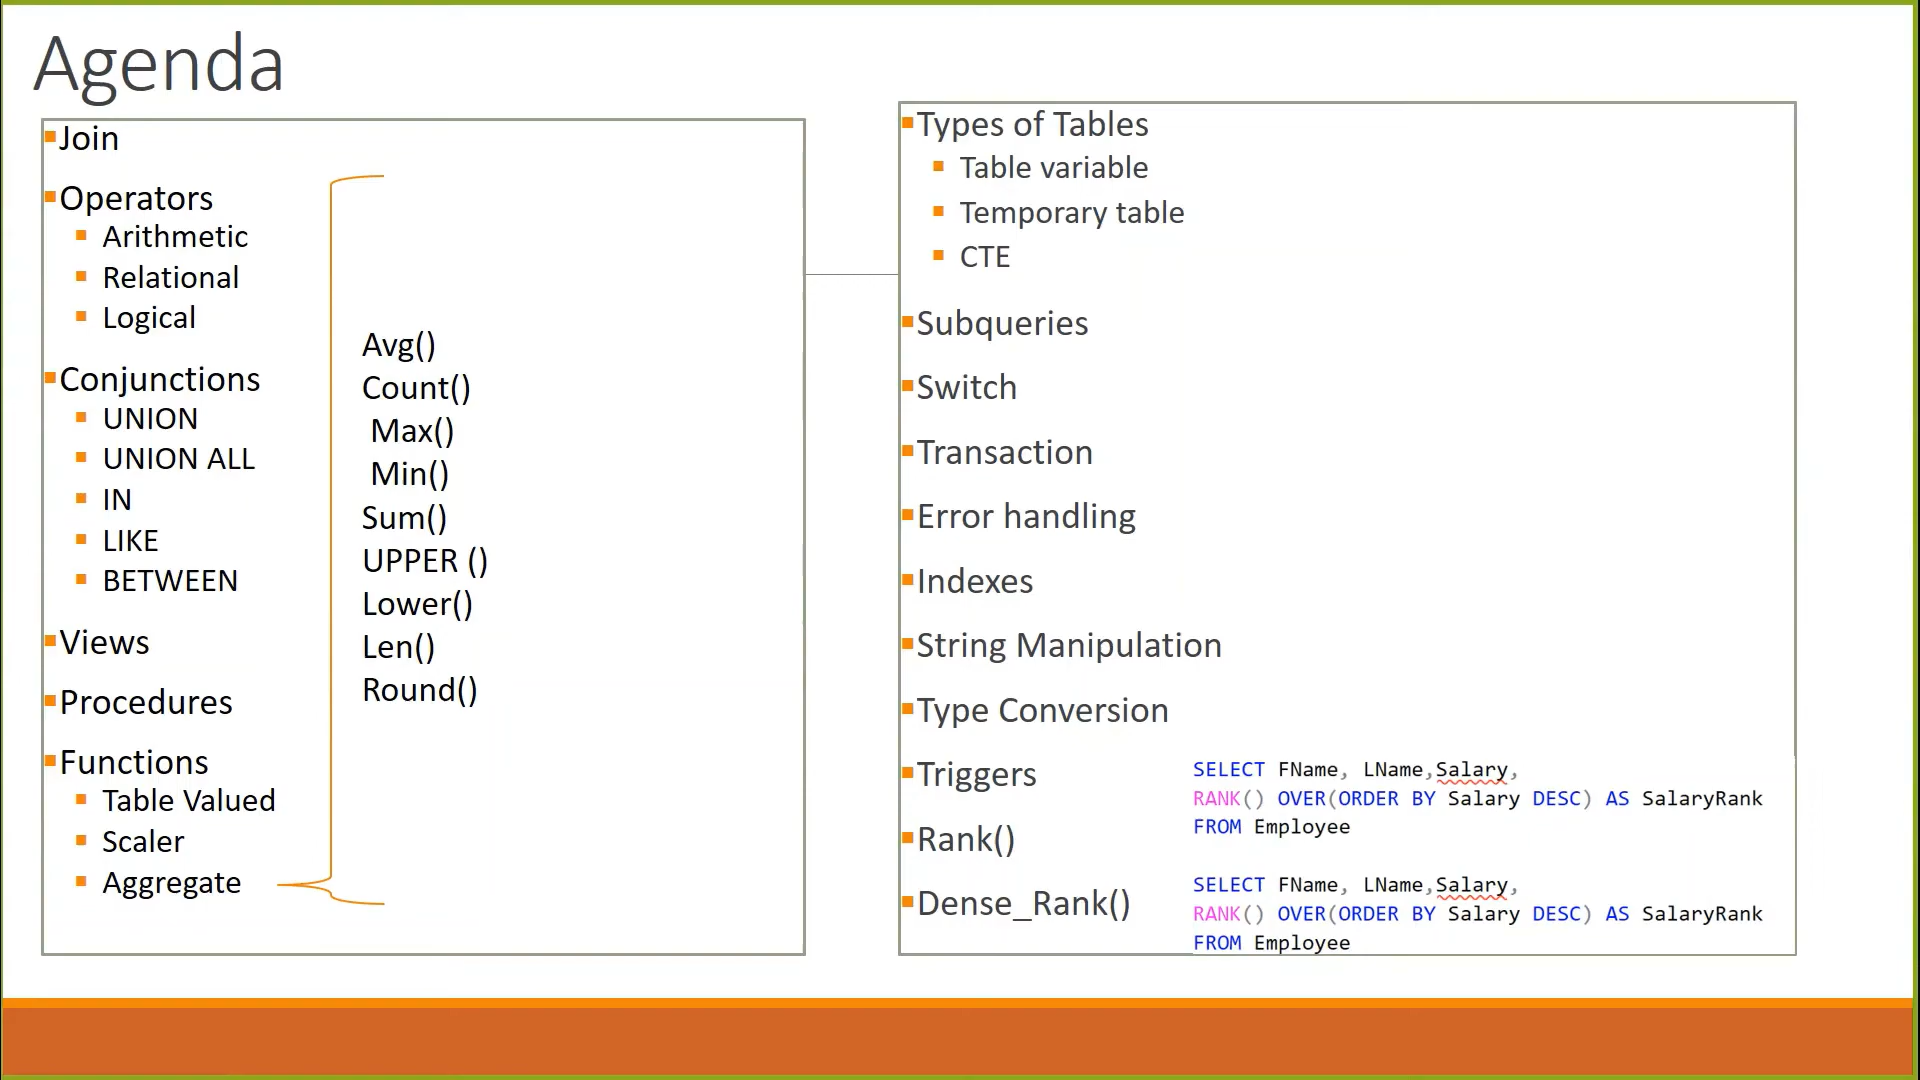 Agenda
Join
Operators
Arithmetic
Relational
Logical
Conjunctions
UNION
UNION ALL
IN
LIKE
BETWEEN
Views
Procedures
Functions
Table Valued
Scaler
Aggregate
Avg()
Count()
Max()
Min()
Sum()
UPPER ()
Lower()
Len()
Round()
Types of Tables
Table variable
Temporary table
CTE
Subqueries
Switch
Transaction
Error handling
Indexes
String Manipulation
Type Conversion
Triggers
Rank()
Dense_Rank()
SELECT FName, LName,Salary,
RANK() OVER(ORDER BY Salary DESC) AS SalaryRank
FROM Employee
SELECT FName, LName,Salary,
RANK() OVER(ORDER BY Salary DESC) AS SalaryRank
FROM Employee